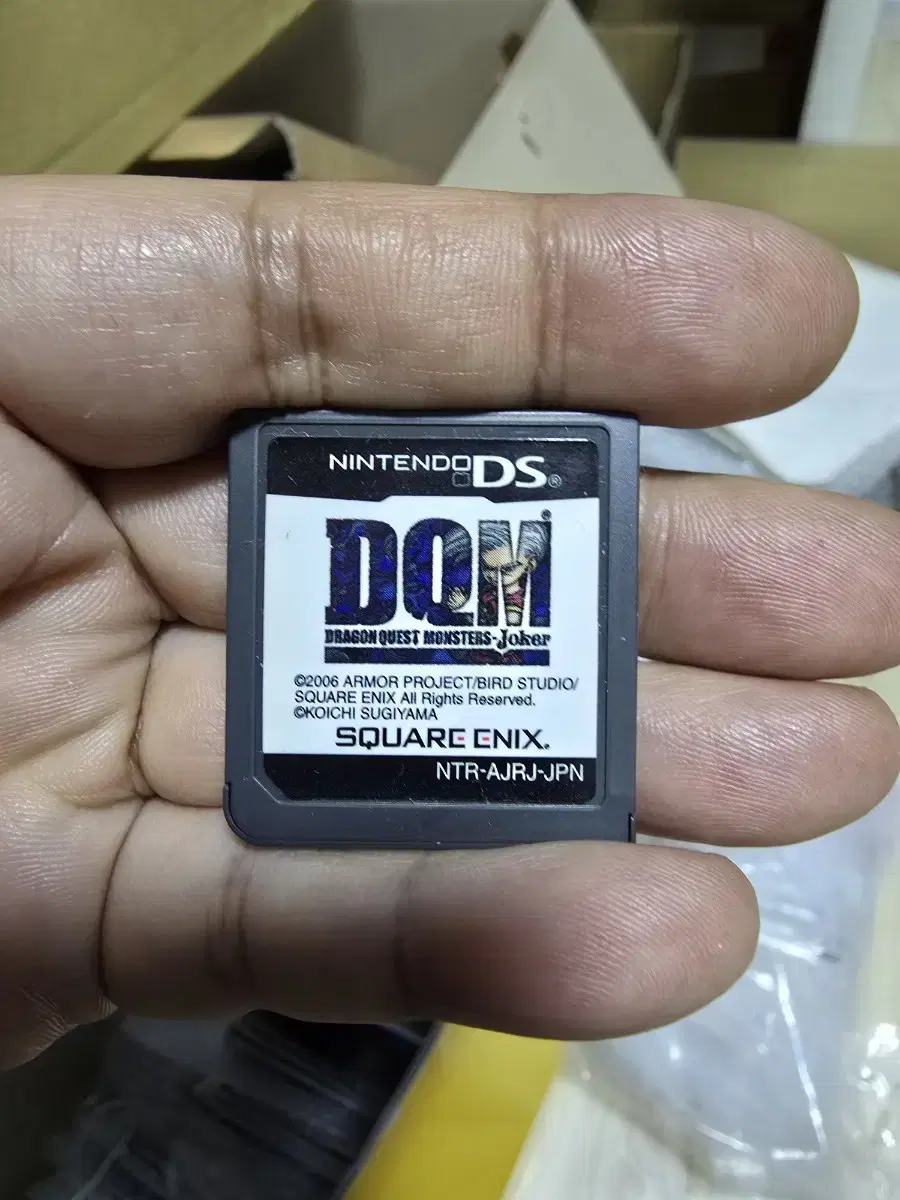 NINTENDO DS®
DQM®
DRAGON QUEST MONSTERS-Joker
©2006 ARMOR PROJECT/BIRD STUDIO/
SQUARE ENIX All Rights Reserved.
©KOICHI SUGIYAMA
SQUARE ENIX.
NTR-AJRJ-JPN